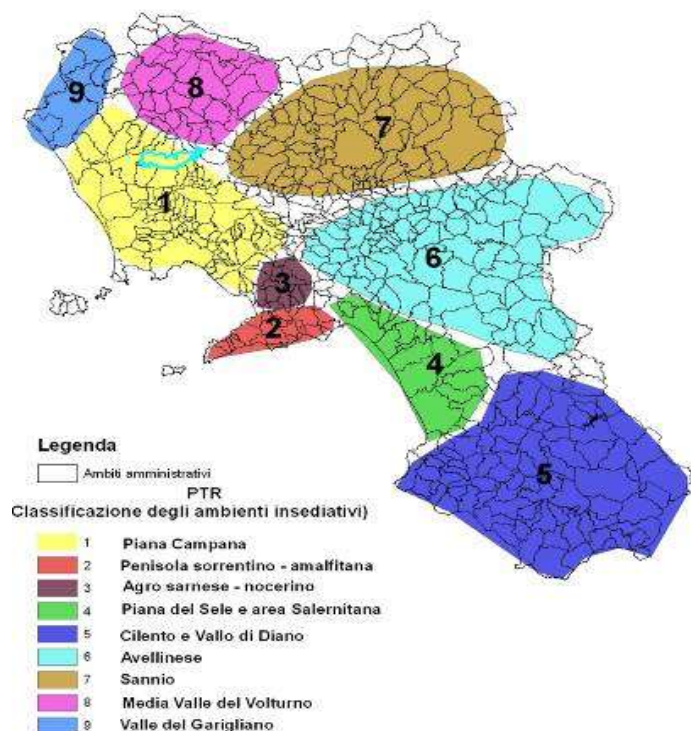 9
8
7
1
6
3
2
4
5
Legenda
Ambiti amministrativi
PTR
Classificazione degli ambienti insediativi)
1 Piana Campana
2 Penisola sorrentino - amalfitana
3 Agro sarnese - nocerino
4 Piana del Sele e area Salernitana
5 Cilento e Vallo di Diano
6 Avellinese
7 Sannio
8 Media Valle del Volturno
9 Valle del Garigliano